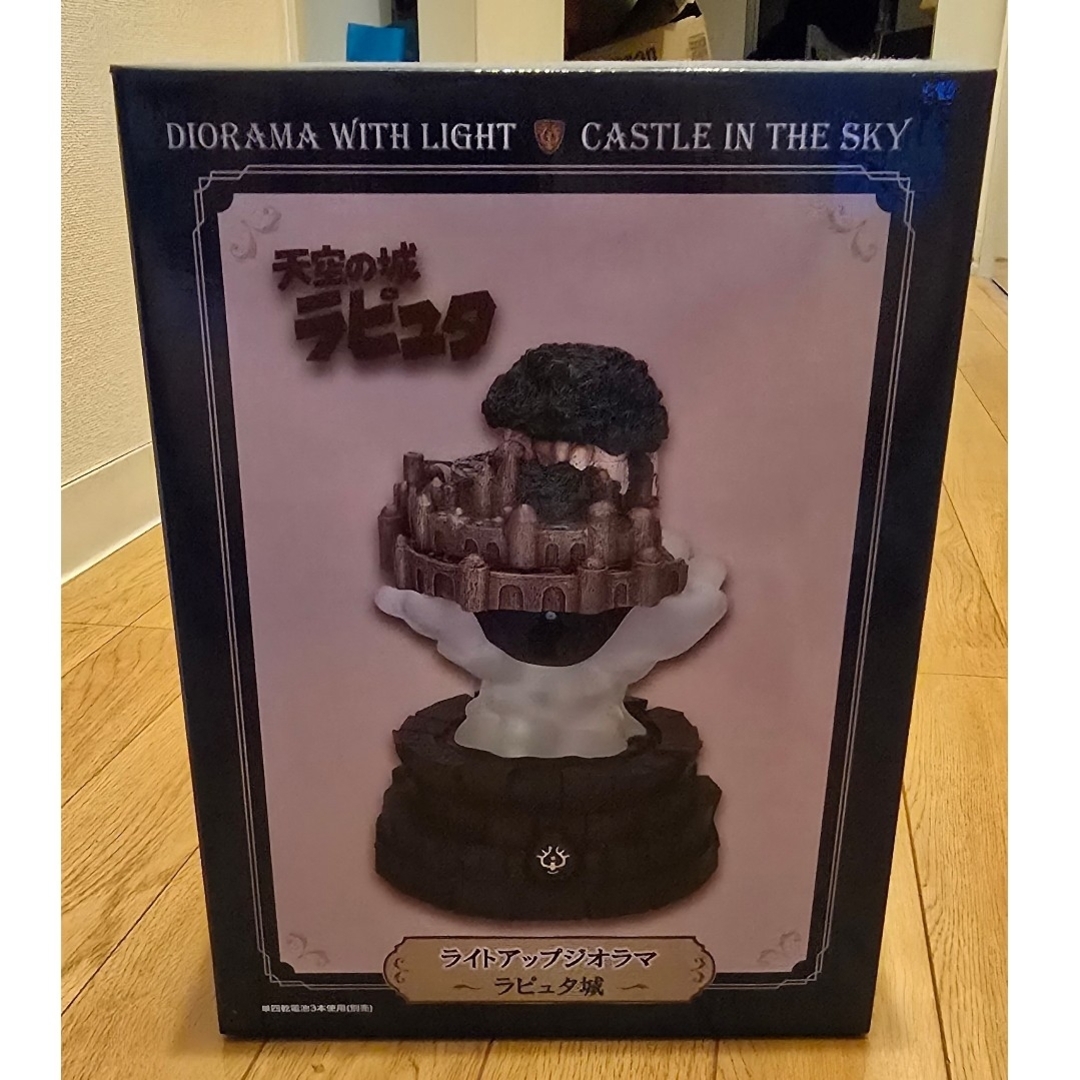 DIORAMA WITH LIGHT CASTLE IN THE SKY
天空の城
ラピュタ
ライトアップジオラマ
～ ラピュタ城 ～
単四乾電池3本使用(別売)